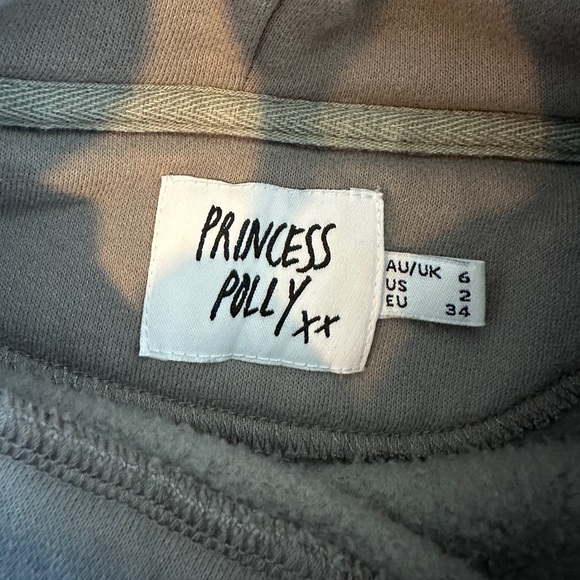 PRINCESS
POLLY xx
AU/UK 6
US 2
EU 34